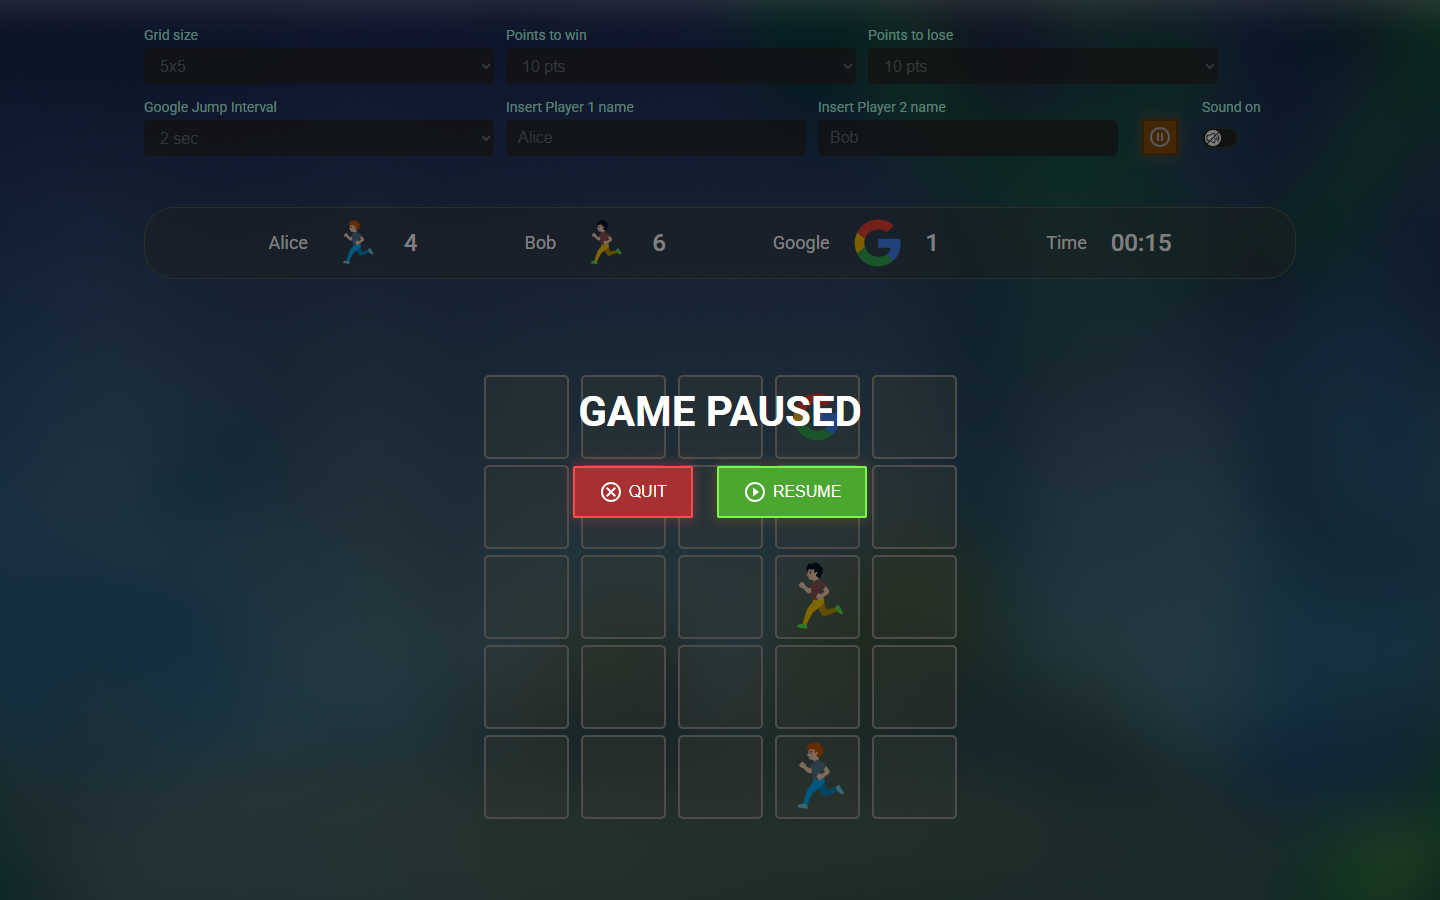 Grid size
Points to win
Points to lose
5x5
10 pts
10 pts
Google Jump Interval
Insert Player 1 name
Insert Player 2 name
Sound on
2 sec
Alice
Bob
Alice
4
Bob
6
Google
1
Time
00:15
GAME PAUSED
QUIT
RESUME